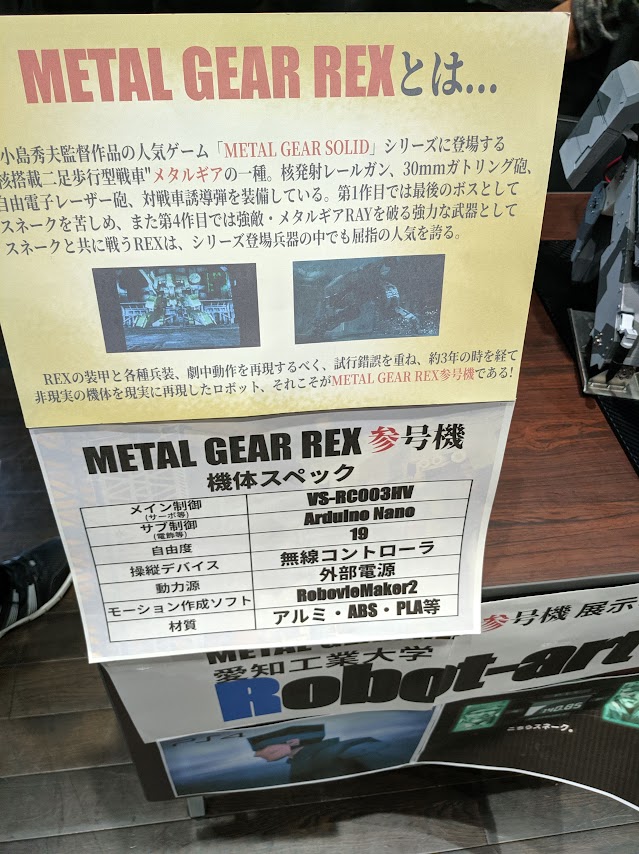 METAL GEAR REXとは...
小島秀夫監督作品の人気ゲーム「METAL GEAR SOLID」シリーズに登場する
核搭載二足歩行型戦車"メタルギアの一種。核発射レールガン、30mmガトリング砲、
自由電子レーザー砲、対戦車誘導弾を装備している。第1作目では最後のボスとして
スネークを苦しめ、また第4作目では強敵・メタルギアRAYを破る強力な武器として
スネークと共に戦うREXは、シリーズ登場兵器の中でも屈指の人気を誇る。
REXの装甲と各種兵装、劇中動作を再現するべく、試行錯誤を重ね、約3年の時を経て
非現実の機体を現実に再現したロボット、それこそがMETAL GEAR REX参号機である!
METAL GEAR REX 参号機
機体スペック
メイン制御
(サーボ等)
VS-RC003HV
サブ制御
(電飾等)
Arduino Nano
自由度
19
操縦デバイス
無線コントローラ
動力源
外部電源
モーション作成ソフト
RobovieMaker2
材質
アルミ・ABS・PLA等
参号機 展示
愛知工業大学
Robot-art
140.85
こちらスネーク。